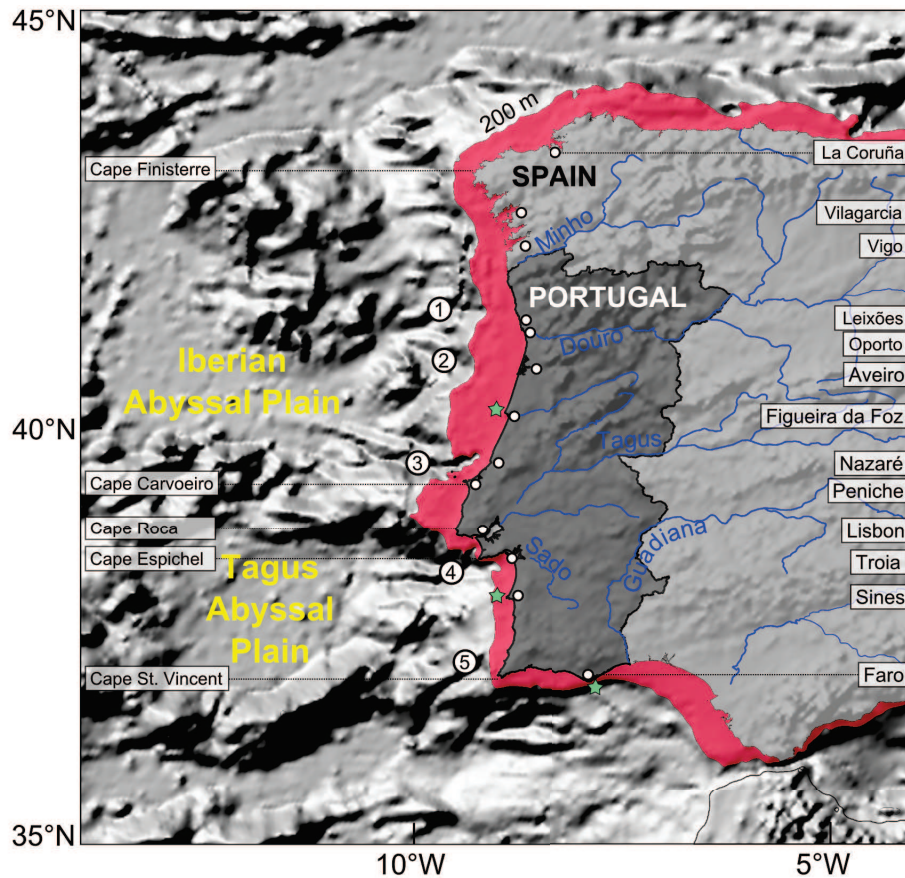 45°N
200 m
La Coruña
Cape Finisterre
SPAIN
Vilagarcia
Minho
Vigo
PORTUGAL
1
Leixões
Douro
Oporto
2
Iberian
Abyssal Plain
Aveiro
Figueira da Foz
40°N
Tagus
3
Nazaré
Cape Carvoeiro
Peniche
Cape Roca
Lisbon
Cape Espichel
Sado
Guadiana
Troia
4
Tagus
Abyssal
Plain
Sines
5
Cape St. Vincent
Faro
35°N
10°W
5°W